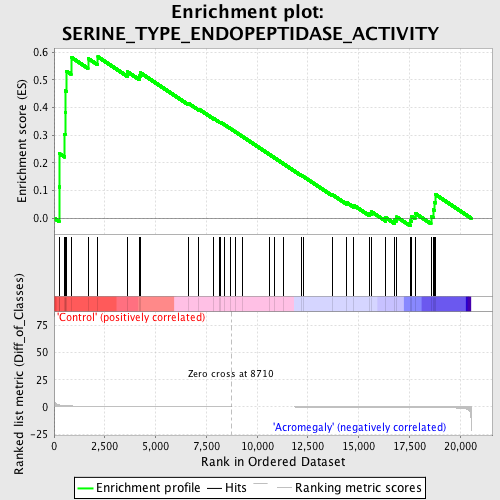 Enrichment plot:
SERINE_TYPE_ENDOPEPTIDASE_ACTIVITY
Enrichment score (ES)
0.6
0.5
0.4
0.3
0.2
0.1
0.0
'Control' (positively correlated)
Ranked list metric (Diff_of_Classes)
75
50
25
0
-25
Zero cross at 8710
'Acromegaly' (negatively correlated)
0 2,500 5,000 7,500 10,000 12,500 15,000 17,500 20,000
Rank in Ordered Dataset
Enrichment profile Hits Ranking metric scores